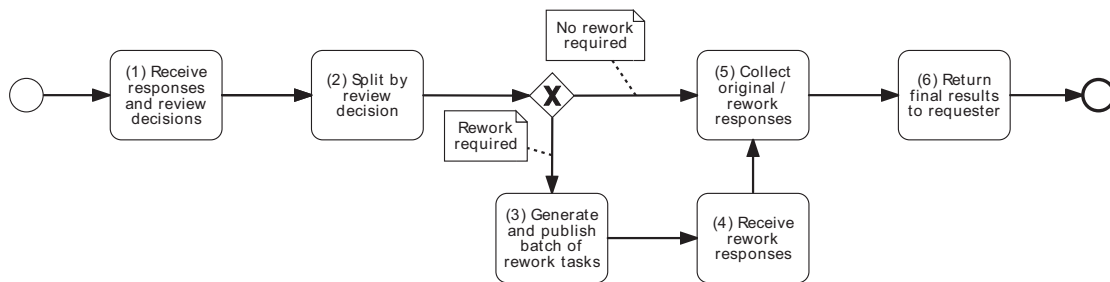 (1) Receive
responses
and review
decisions
(2) Split by
review
decision
X
No rework
required
Rework
required
(3) Generate
and publish
batch of
rework tasks
(4) Receive
rework
responses
(5) Collect
original /
rework
responses
(6) Return
final results
to requester